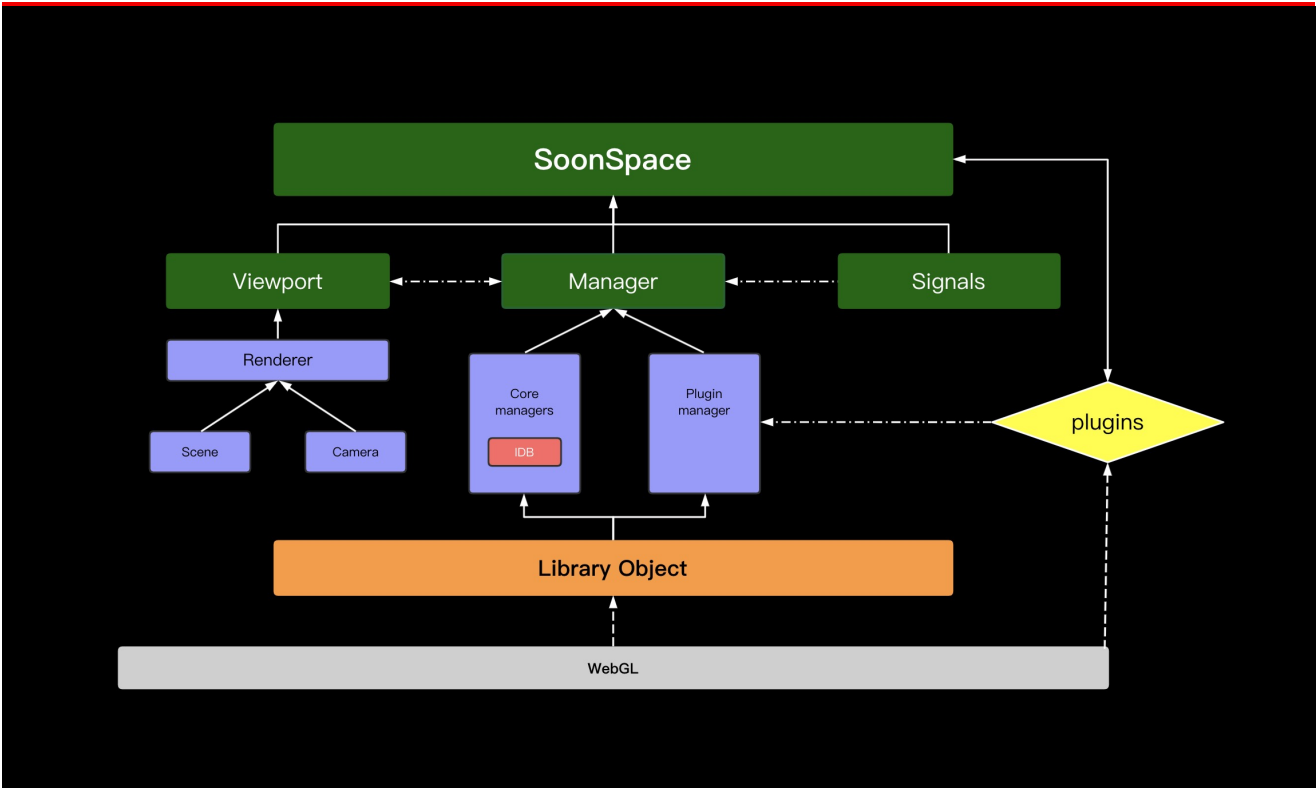 SoonSpace
Viewport
Manager
Signals
Renderer
Core
managers
Plugin
manager
plugins
Scene
Camera
IDB
Library Object
WebGL